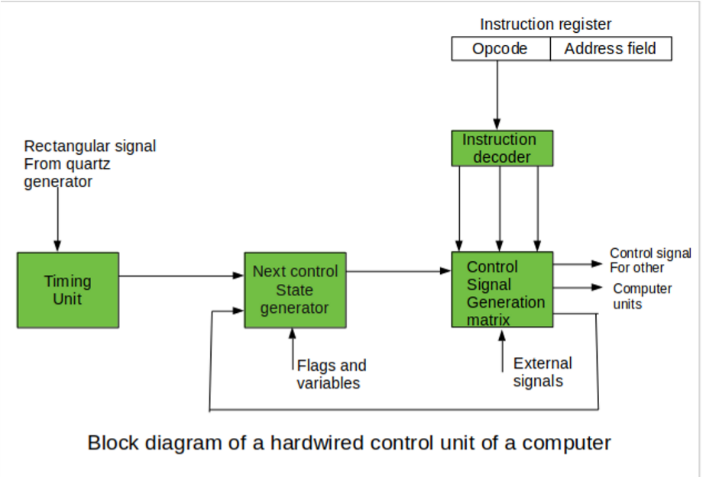 Instruction register
Opcode
Address field
Rectangular signal
From quartz
generator
Instruction
decoder
Timing
Unit
Next control
State
generator
Control
Signal
Generation
matrix
Control signal
For other
Computer
units
Flags and
variables
External
signals
Block diagram of a hardwired control unit of a computer